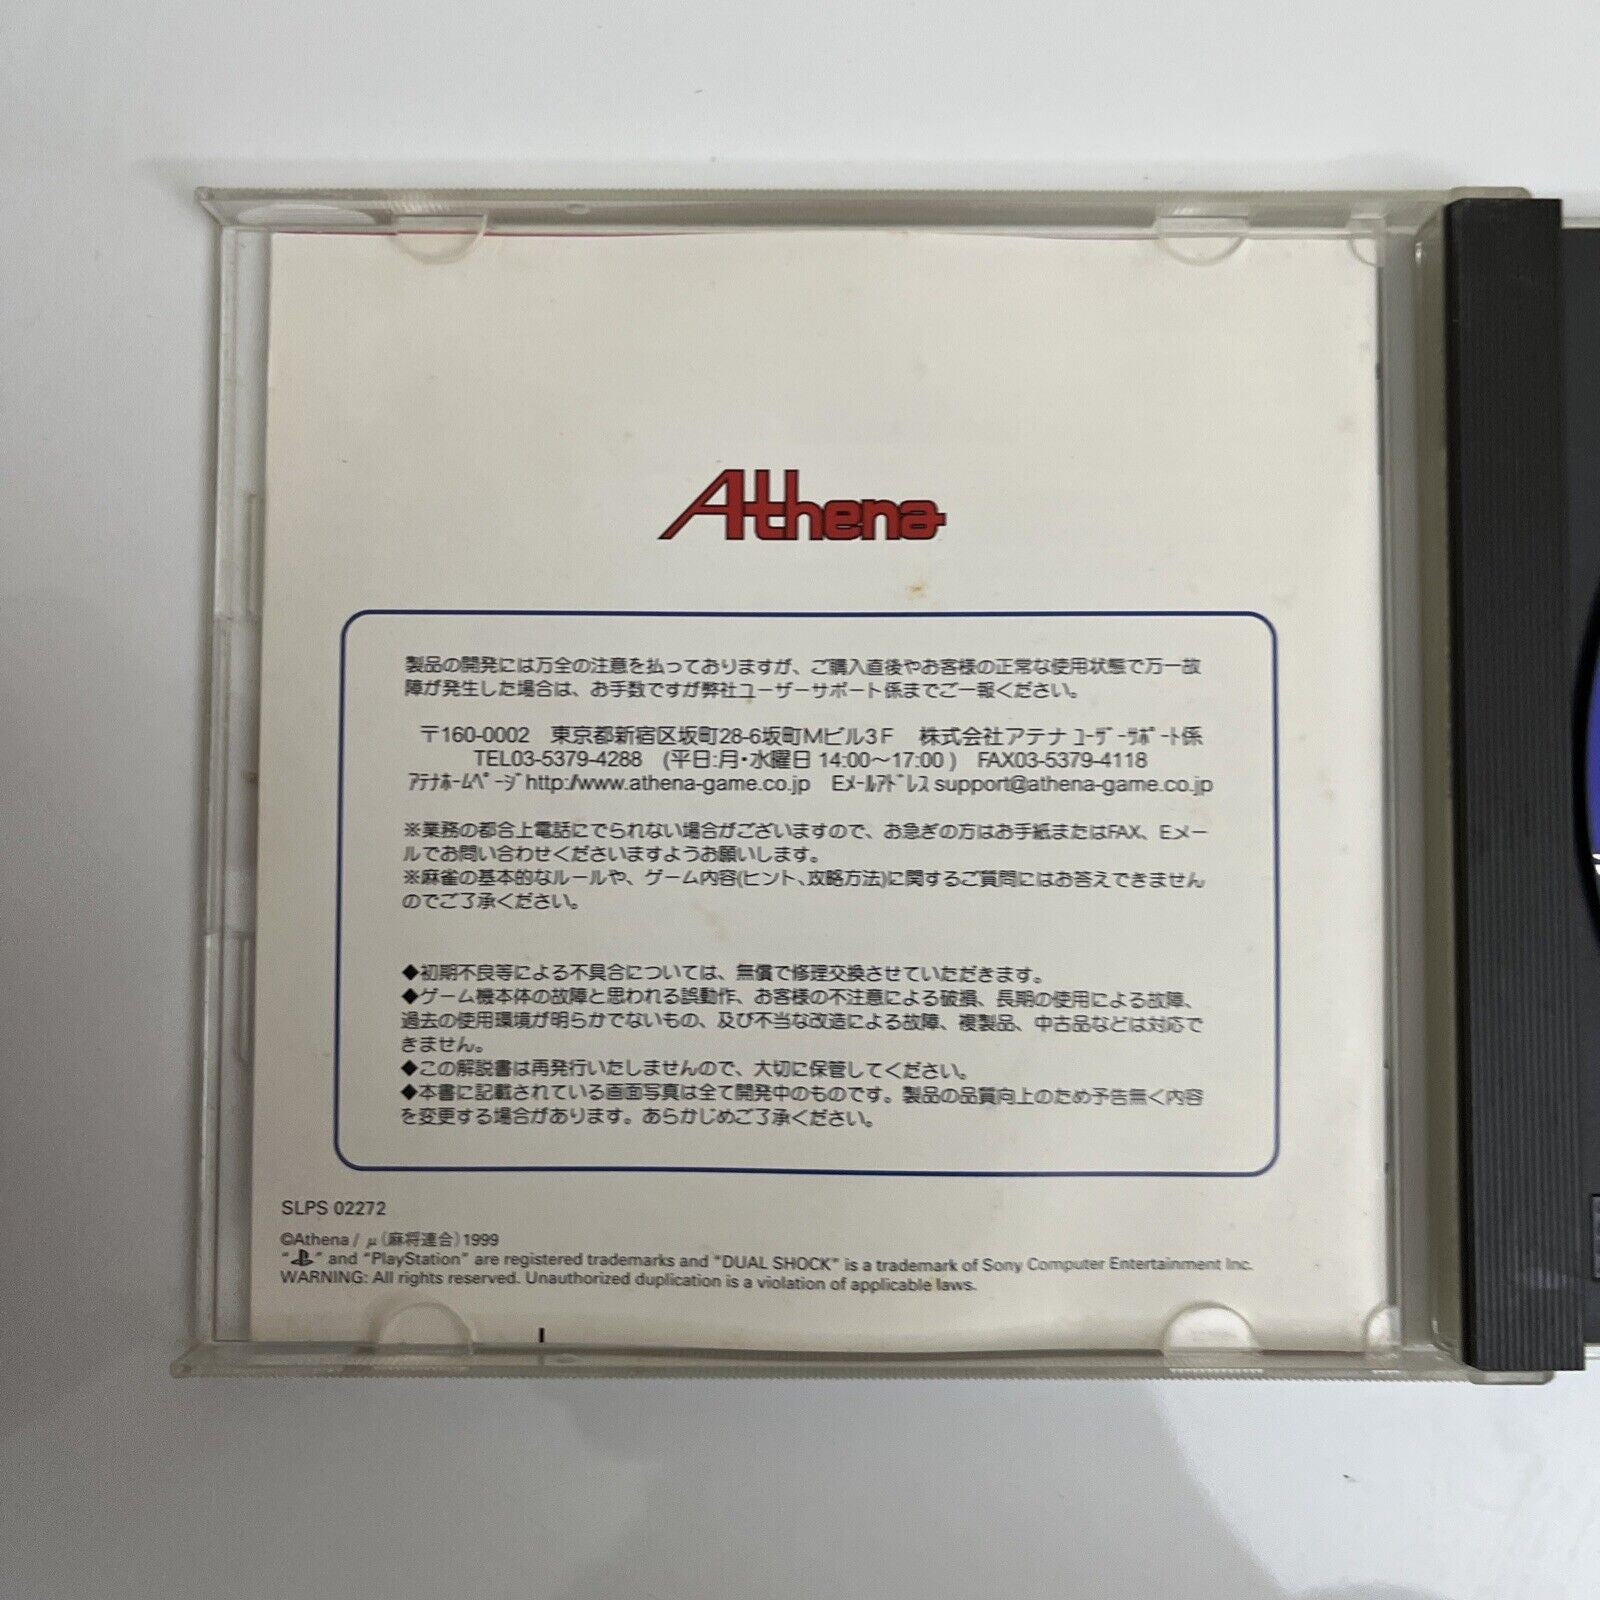 Athena
製品の開発には万全の注意を払っておりますが、ご購入直後やお客様の正常な使用状態で万一故
障が発生した場合は、お手数ですが弊社ユーザーサポート係までご一報ください。
〒160-0002 東京都新宿区坂町28-6坂町Mビル3F 株式会社アテナ ﾕｰｻﾞｰｻﾎﾟｰﾄ係
TEL03-5379-4288 (平日:月・水曜日 14:00～17:00 ) FAX03-5379-4118
ｱﾃﾅﾎｰﾑﾍﾟｰｼﾞ http://www.athena-game.co.jp Eﾒｰﾙｱﾄﾞﾚｽ support@athena-game.co.jp
※業務の都合上電話にでられない場合がございますので、お急ぎの方はお手紙またはFAX、Eメー
ルでお問い合わせくださいますようお願いします。
※麻雀の基本的なルールや、ゲーム内容(ヒント、攻略方法)に関するご質問にはお答えできません
のでご了承ください。
◆初期不良等による不具合については、無償で修理交換させていただきます。
◆ゲーム機本体の故障と思われる誤動作、お客様の不注意による破損、長期の使用による故障、
過去の使用環境が明らかでないもの、及び不当な改造による故障、複製品、中古品などは対応で
きません。
◆この解説書は再発行いたしませんので、大切に保管してください。
◆本書に記載されている画面写真は全て開発中のものです。製品の品質向上のため予告無く内容
を変更する場合があります。あらかじめご了承ください。
SLPS 02272
©Athena / μ(麻将連合)1999
" " and "PlayStation" are registered trademarks and "DUAL SHOCK" is a trademark of Sony Computer Entertainment Inc.
WARNING: All rights reserved. Unauthorized duplication is a violation of applicable laws.